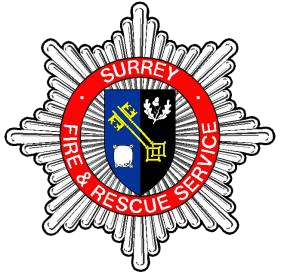 · SURREY ·
FIRE & RESCUE SERVICE